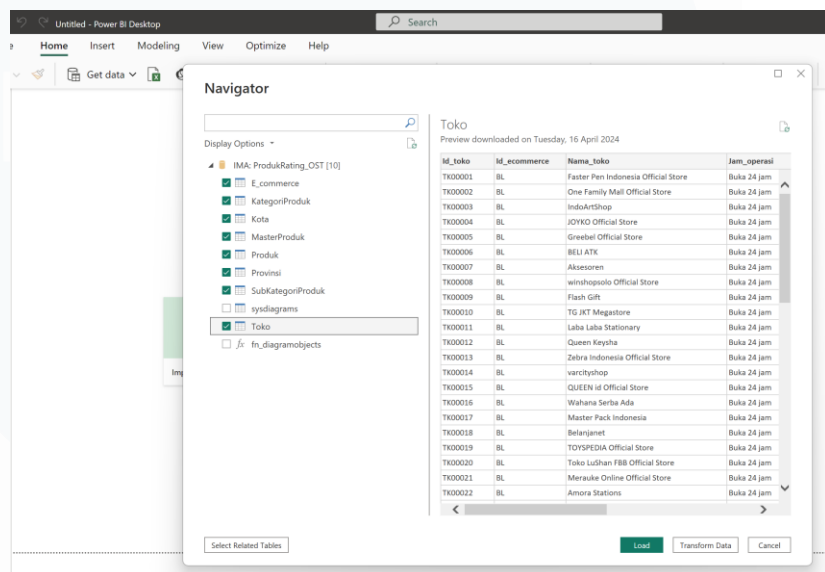 Untitled - Power BI Desktop
Search
Home Insert Modeling View Optimize Help
Get data
Navigator
Display Options
IMA: ProdukRating_OST [10]
E_commerce
KategoriProduk
Kota
MasterProduk
Produk
Provinsi
SubKategoriProduk
sysdiagrams
Toko
fx fn_diagramobjects
Toko
Preview downloaded on Tuesday, 16 April 2024
Id_toko Id_ecommerce Nama_toko Jam_operasi
TK00001 BL Faster Pen Indonesia Official Store Buka 24 jam
TK00002 BL One Family Mall Official Store Buka 24 jam
TK00003 BL IndoArtShop Buka 24 jam
TK00004 BL JOYKO Official Store Buka 24 jam
TK00005 BL Greebel Official Store Buka 24 jam
TK00006 BL BELI ATK Buka 24 jam
TK00007 BL Aksesoren Buka 24 jam
TK00008 BL winshopsolo Official Store Buka 24 jam
TK00009 BL Flash Gift Buka 24 jam
TK00010 BL TG JKT Megastore Buka 24 jam
TK00011 BL Laba Laba Stationary Buka 24 jam
TK00012 BL Queen Keysha Buka 24 jam
TK00013 BL Zebra Indonesia Official Store Buka 24 jam
TK00014 BL varcityshop Buka 24 jam
TK00015 BL QUEEN id Official Store Buka 24 jam
TK00016 BL Wahana Serba Ada Buka 24 jam
TK00017 BL Master Pack Indonesia Buka 24 jam
TK00018 BL Belanjanet Buka 24 jam
TK00019 BL TOYSPEDIA Official Store Buka 24 jam
TK00020 BL Toko LuShan FBB Official Store Buka 24 jam
TK00021 BL Merauke Online Official Store Buka 24 jam
TK00022 BL Amora Stations Buka 24 jam
Imp
Select Related Tables
Load Transform Data Cancel